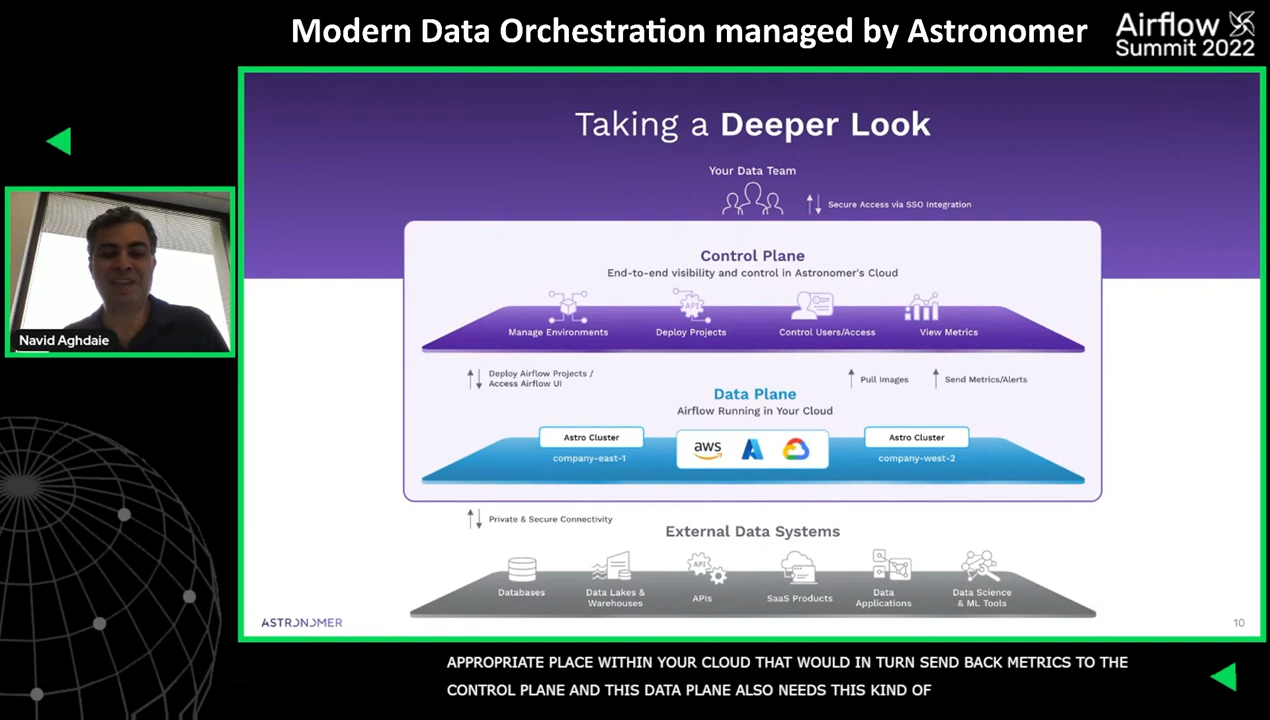 Modern Data Orchestration managed by Astronomer
Airflow
Summit 2022
Taking a Deeper Look
Your Data Team
Secure Access via SSO Integration
Control Plane
End-to-end visibility and control in Astronomer's Cloud
API
Manage Environments
Deploy Projects
Control Users/Access
View Metrics
Navid Aghdaie
Deploy Airflow Projects /
Access Airflow UI
Pull Images
Send Metrics/Alerts
Data Plane
Airflow Running in Your Cloud
Astro Cluster
company-east-1
aws
Astro Cluster
company-west-2
Private & Secure Connectivity
External Data Systems
API
Databases
Data Lakes &
Warehouses
APIs
SaaS Products
Data
Applications
Data Science
& ML Tools
ASTRONOMER
10
APPROPRIATE PLACE WITHIN YOUR CLOUD THAT WOULD IN TURN SEND BACK METRICS TO THE
CONTROL PLANE AND THIS DATA PLANE ALSO NEEDS THIS KIND OF